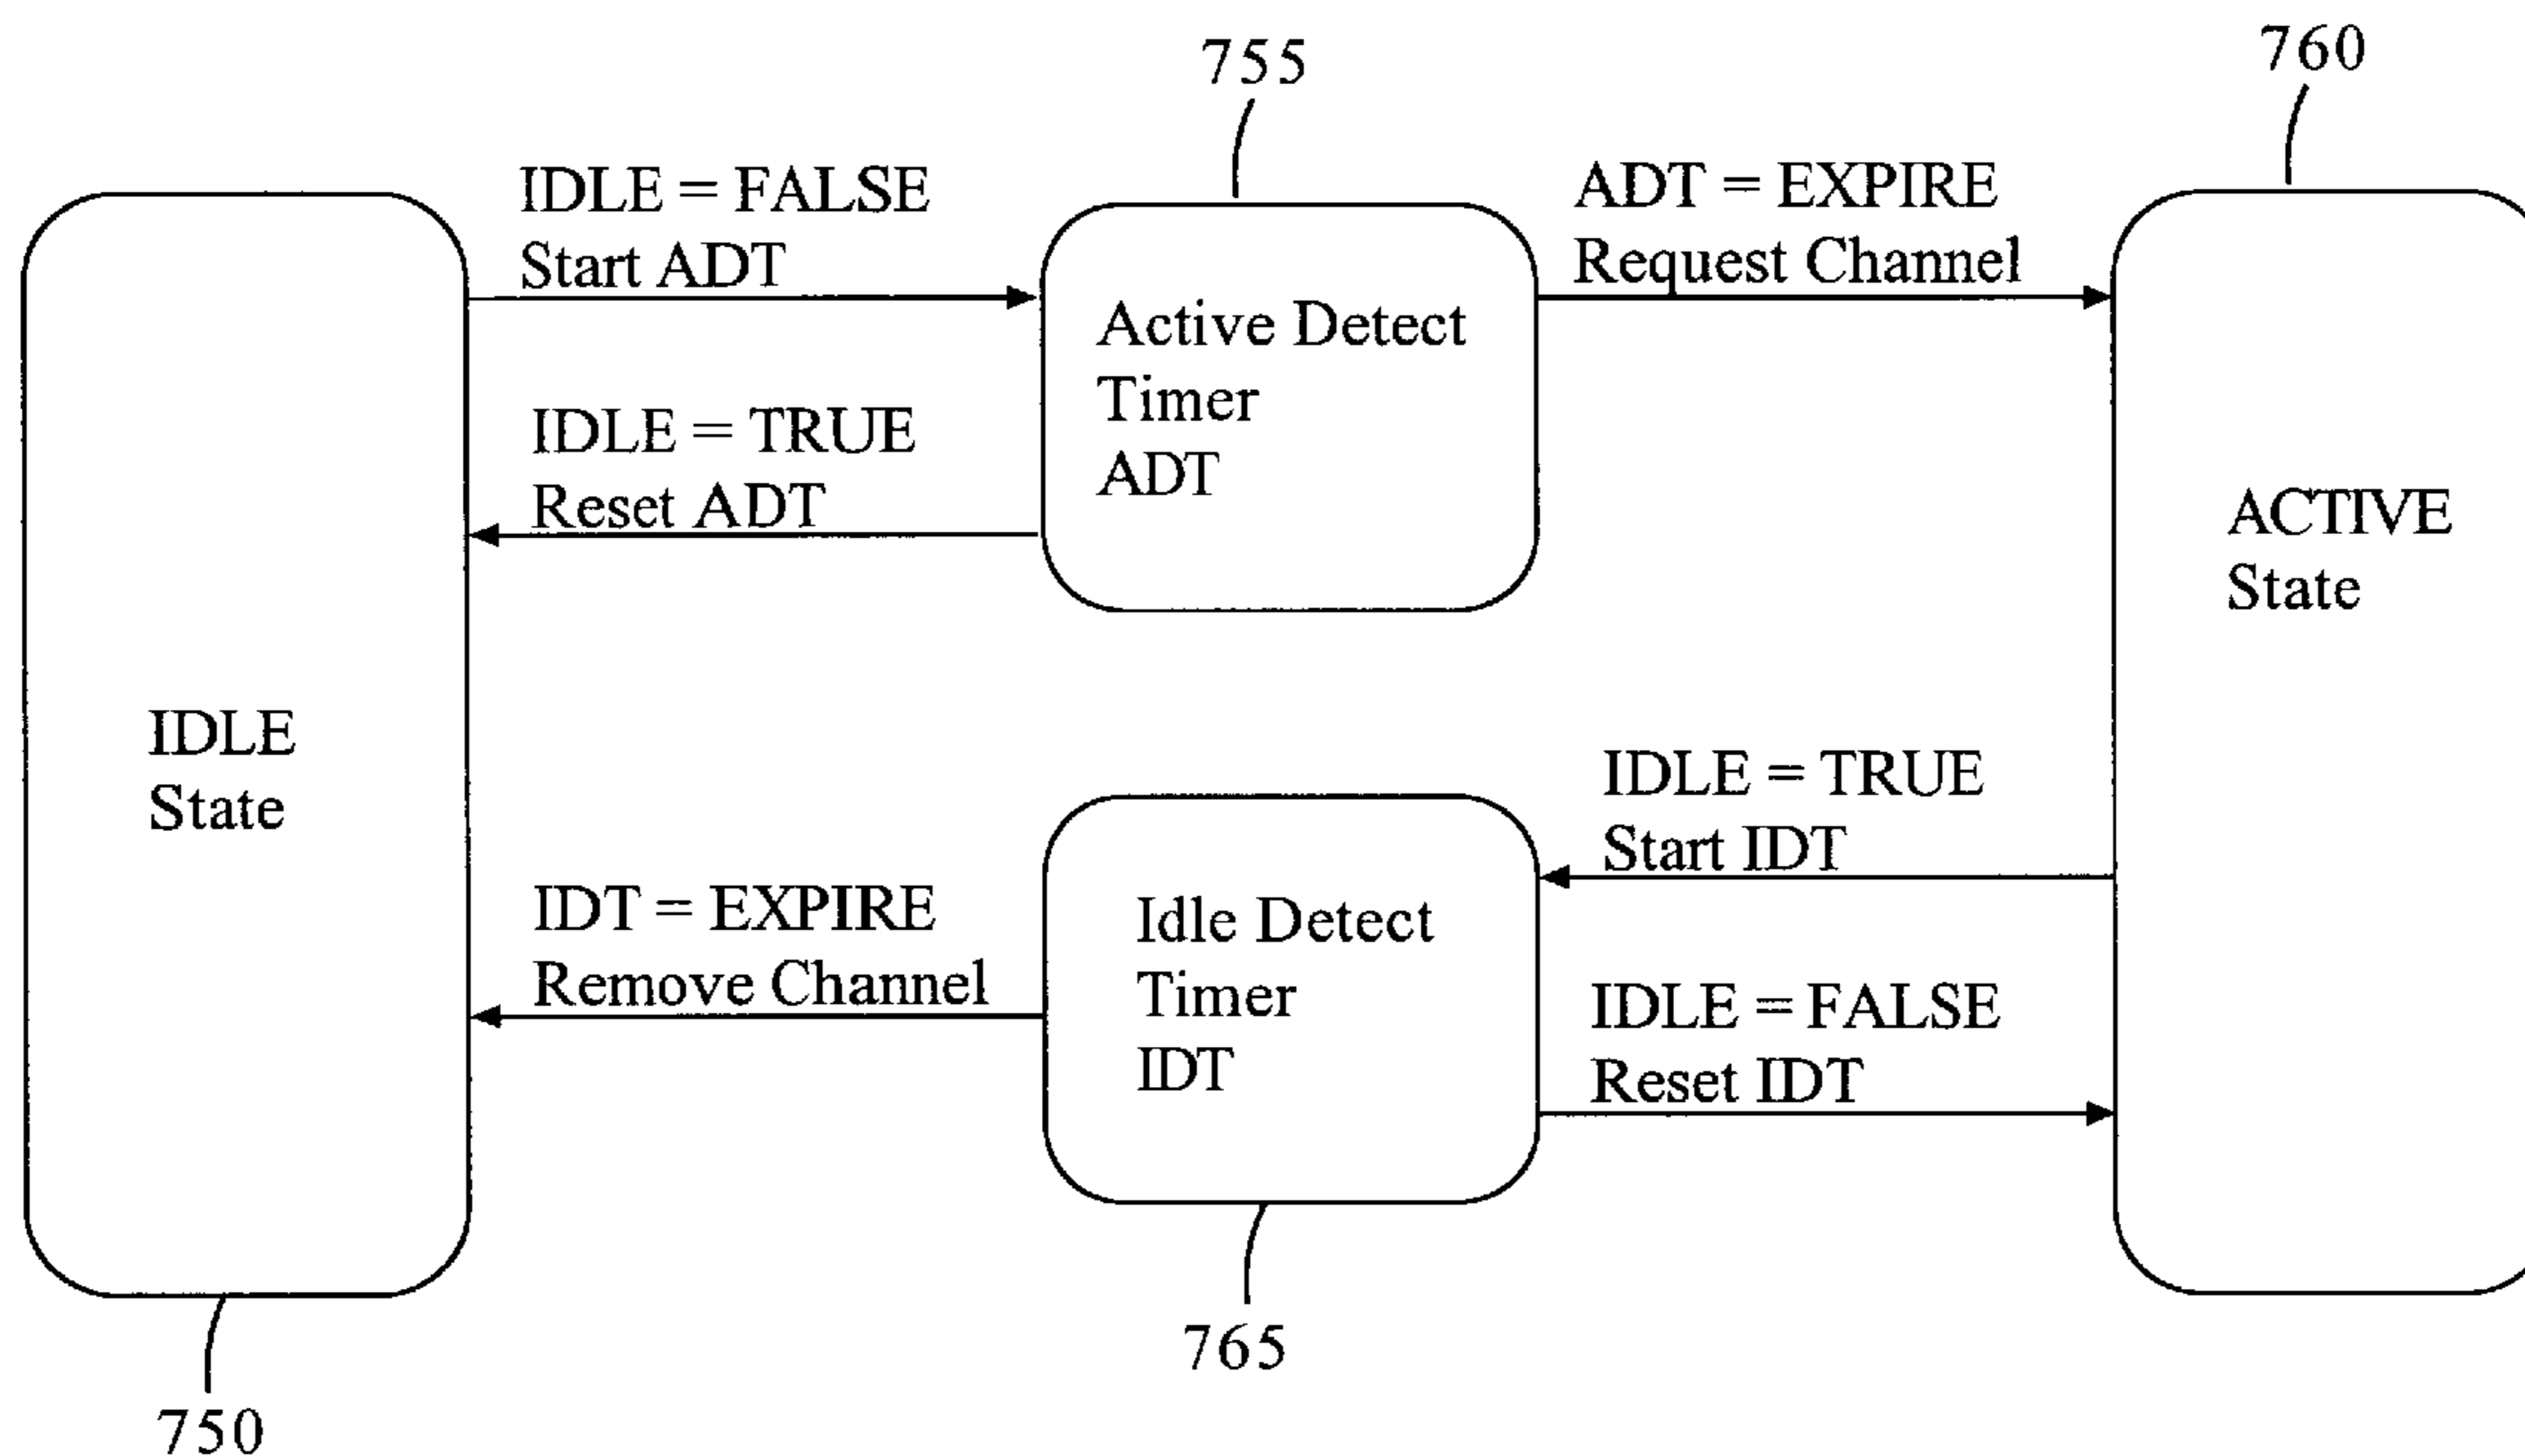 755
760
IDLE = FALSE
Start ADT
ADT = EXPIRE
Request Channel
Active Detect
Timer
ADT
IDLE = TRUE
Reset ADT
ACTIVE
State
IDLE
State
IDLE = TRUE
Start IDT
IDT = EXPIRE
Remove Channel
Idle Detect
Timer
IDT
IDLE = FALSE
Reset IDT
765
750